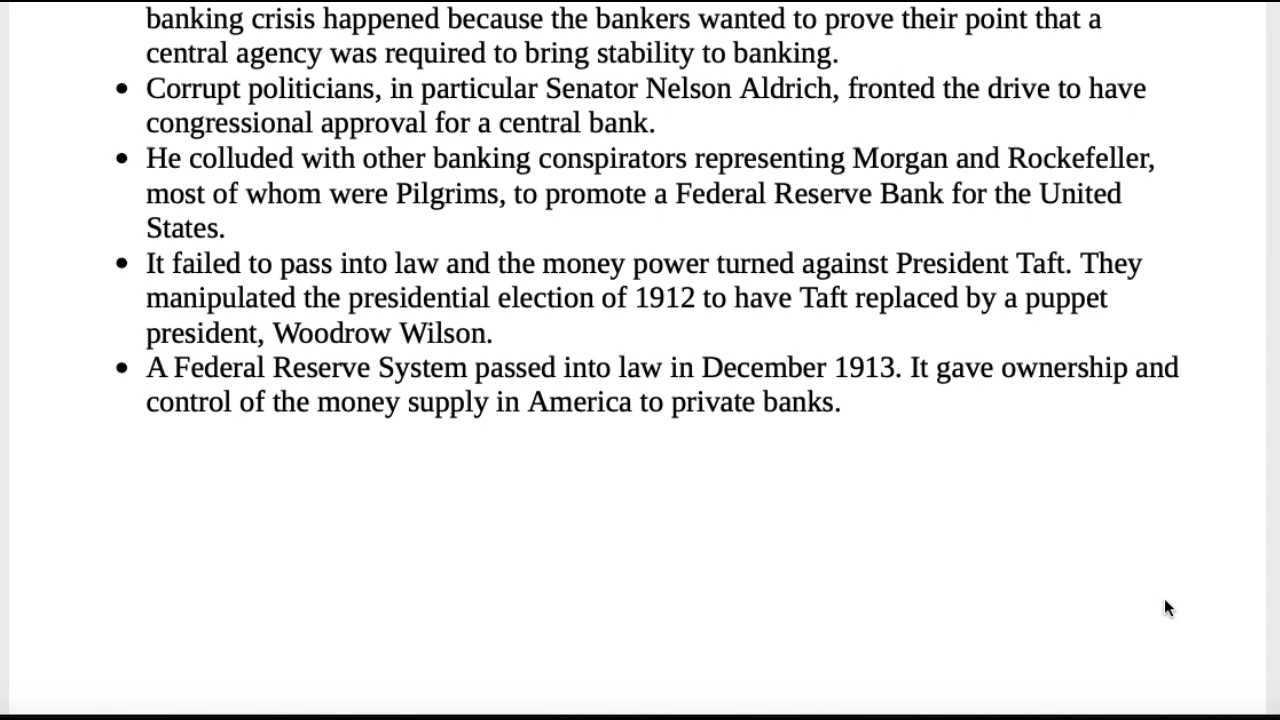 banking crisis happened because the bankers wanted to prove their point that a
central agency was required to bring stability to banking.
• Corrupt politicians, in particular Senator Nelson Aldrich, fronted the drive to have
congressional approval for a central bank.
• He colluded with other banking conspirators representing Morgan and Rockefeller,
most of whom were Pilgrims, to promote a Federal Reserve Bank for the United
States.
• It failed to pass into law and the money power turned against President Taft. They
manipulated the presidential election of 1912 to have Taft replaced by a puppet
president, Woodrow Wilson.
• A Federal Reserve System passed into law in December 1913. It gave ownership and
control of the money supply in America to private banks.